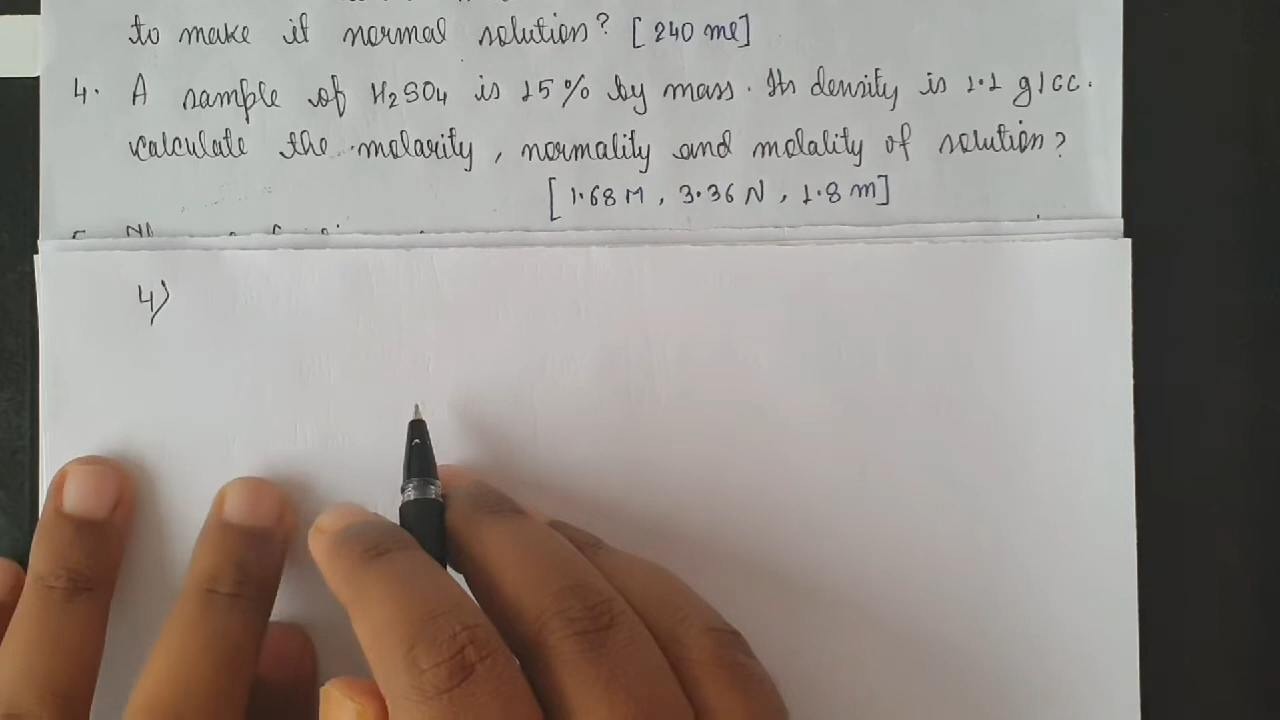 to make it normal solution? [240 ml]
4. A sample of H₂SO₄ is 15% by mass. Its density is 1.1 g/cc.
calculate the molarity, normality and molality of solution?
[1.68 M, 3.36 N, 1.8 m]
4)